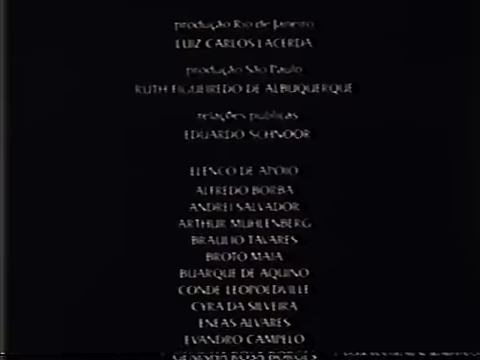 produção Rio de Janeiro
LUIZ CARLOS LACERDA
produção São Paulo
RUTH FIGUEIREDO DE ALBUQUERQUE
relações públicas
EDUARDO SCHNOOR
ELENCO DE APOIO
ALFREDO BORBA
ANDREI SALVADOR
ARTHUR MUHLENBERG
BRAULIO TAVARES
BROTO MAIA
BUARQUE DE AQUINO
CONDE LEOPOLDVILLE
CYRA DA SILVEIRA
ENEAS ALVARES
EVANDRO CAMPELO